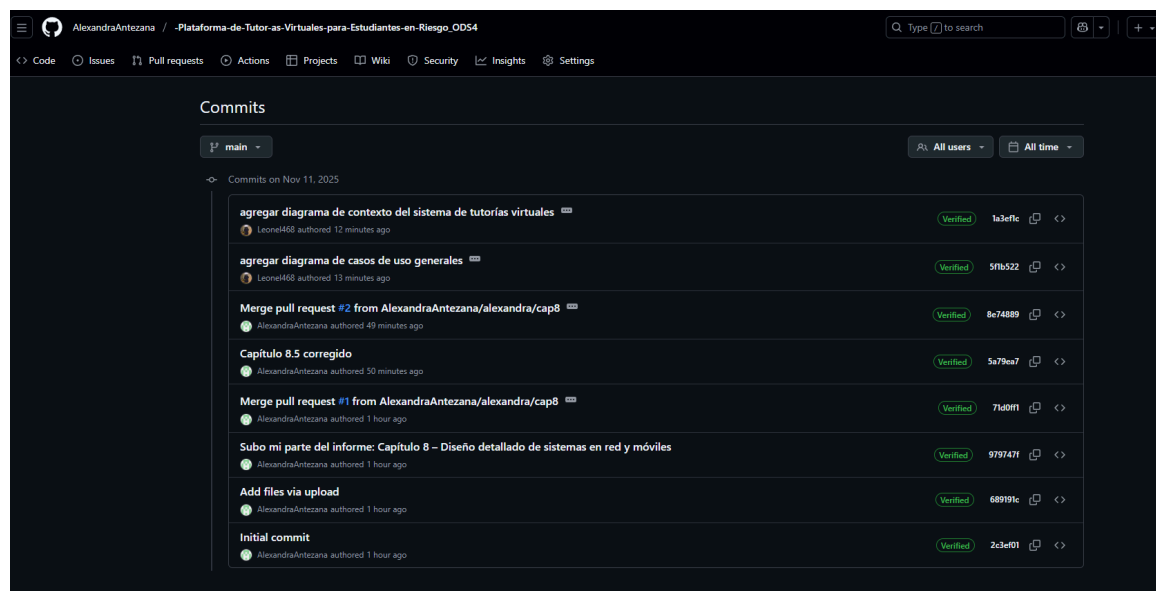 AlexandraAntezana / -Plataforma-de-Tutor-as-Virtuales-para-Estudiantes-en-Riesgo_ODS4
Type / to search
Code Issues Pull requests Actions Projects Wiki Security Insights Settings
Commits
main
All users All time
Commits on Nov 11, 2025
agregar diagrama de contexto del sistema de tutorías virtuales
Leonel468 authored 12 minutes ago
Verified 1a3ef1c
agregar diagrama de casos de uso generales
Leonel468 authored 13 minutes ago
Verified 5f1b522
Merge pull request #2 from AlexandraAntezana/alexandra/cap8
AlexandraAntezana authored 49 minutes ago
Verified 8e74889
Capítulo 8.5 corregido
AlexandraAntezana authored 50 minutes ago
Verified 5a79ea7
Merge pull request #1 from AlexandraAntezana/alexandra/cap8
AlexandraAntezana authored 1 hour ago
Verified 71d0ff1
Subo mi parte del informe: Capítulo 8 – Diseño detallado de sistemas en red y móviles
AlexandraAntezana authored 1 hour ago
Verified 979747f
Add files via upload
AlexandraAntezana authored 1 hour ago
Verified 689191c
Initial commit
AlexandraAntezana authored 1 hour ago
Verified 2c3ef01